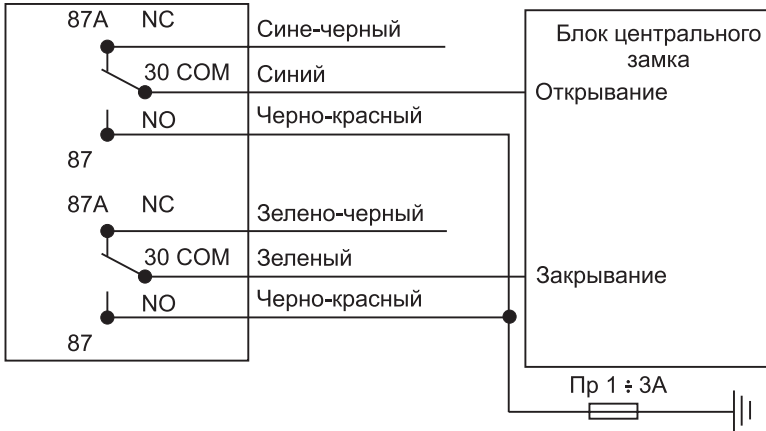 87A NC
Сине-черный
30 COM
Синий
NO
Черно-красный
87
87A NC
Зелено-черный
30 COM
Зеленый
NO
Черно-красный
87
Блок центрального
замка
Открывание
Закрывание
Пр 1 ÷ 3А